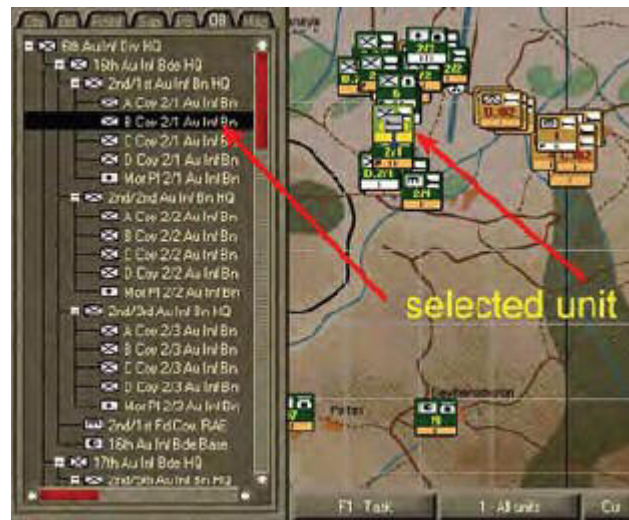 OB
6th Au Inf Div HQ
16th Au Inf Bde HQ
2nd/1st Au Inf Bn HQ
A Coy 2/1 Au Inf Bn
B Coy 2/1 Au Inf Bn
C Coy 2/1 Au Inf Bn
D Coy 2/1 Au Inf Bn
Mor Pl 2/1 Au Inf Bn
2nd/2nd Au Inf Bn HQ
A Coy 2/2 Au Inf Bn
B Coy 2/2 Au Inf Bn
C Coy 2/2 Au Inf Bn
D Coy 2/2 Au Inf Bn
Mor Pl 2/2 Au Inf Bn
2nd/3rd Au Inf Bn HQ
A Coy 2/3 Au Inf Bn
B Coy 2/3 Au Inf Bn
C Coy 2/3 Au Inf Bn
D Coy 2/3 Au Inf Bn
Mor Pl 2/3 Au Inf Bn
2nd/1st Fd Coy, RAE
16th Au Inf Bde Base
17th Au Inf Bde HQ
2nd/5th Au Inf Bn HQ
selected unit
F1 - Task
1 - All units